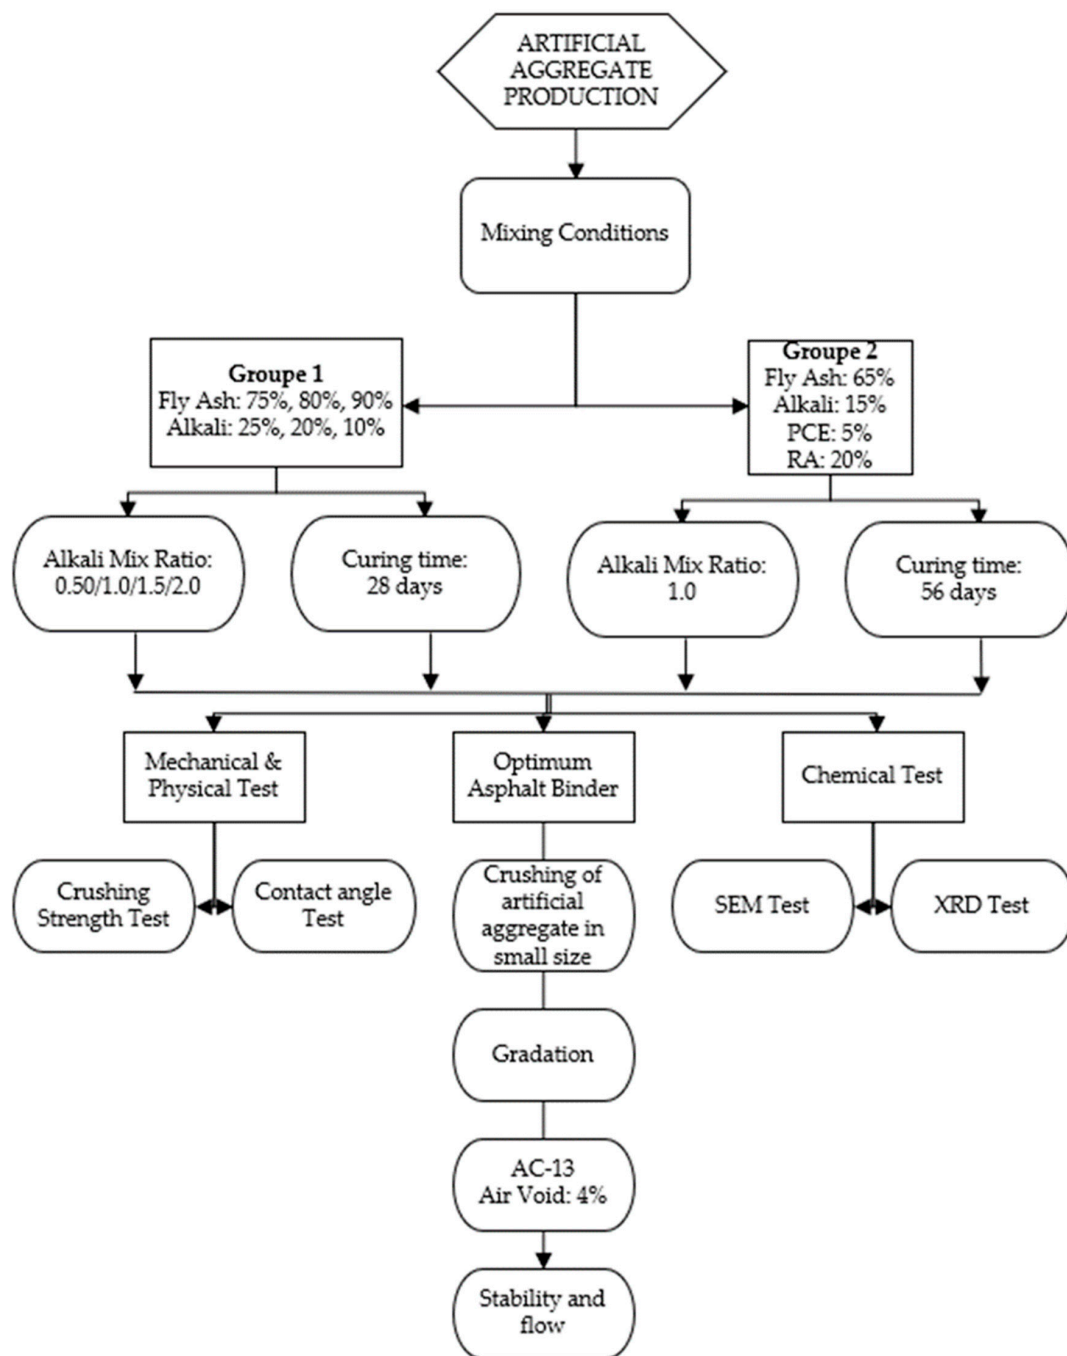 ARTIFICIAL
AGGREGATE
PRODUCTION
Mixing Conditions
Groupe 1
Fly Ash: 75%, 80%, 90%
Alkali: 25%, 20%, 10%
Groupe 2
Fly Ash: 65%
Alkali: 15%
PCE: 5%
RA: 20%
Alkali Mix Ratio:
0.50/1.0/1.5/2.0
Curing time:
28 days
Alkali Mix Ratio:
1.0
Curing time:
56 days
Mechanical &
Physical Test
Optimum
Asphalt Binder
Chemical Test
Crushing
Strength Test
Contact angle
Test
Crushing of
artificial
aggregate in
small size
SEM Test
XRD Test
Gradation
AC-13
Air Void: 4%
Stability and
flow